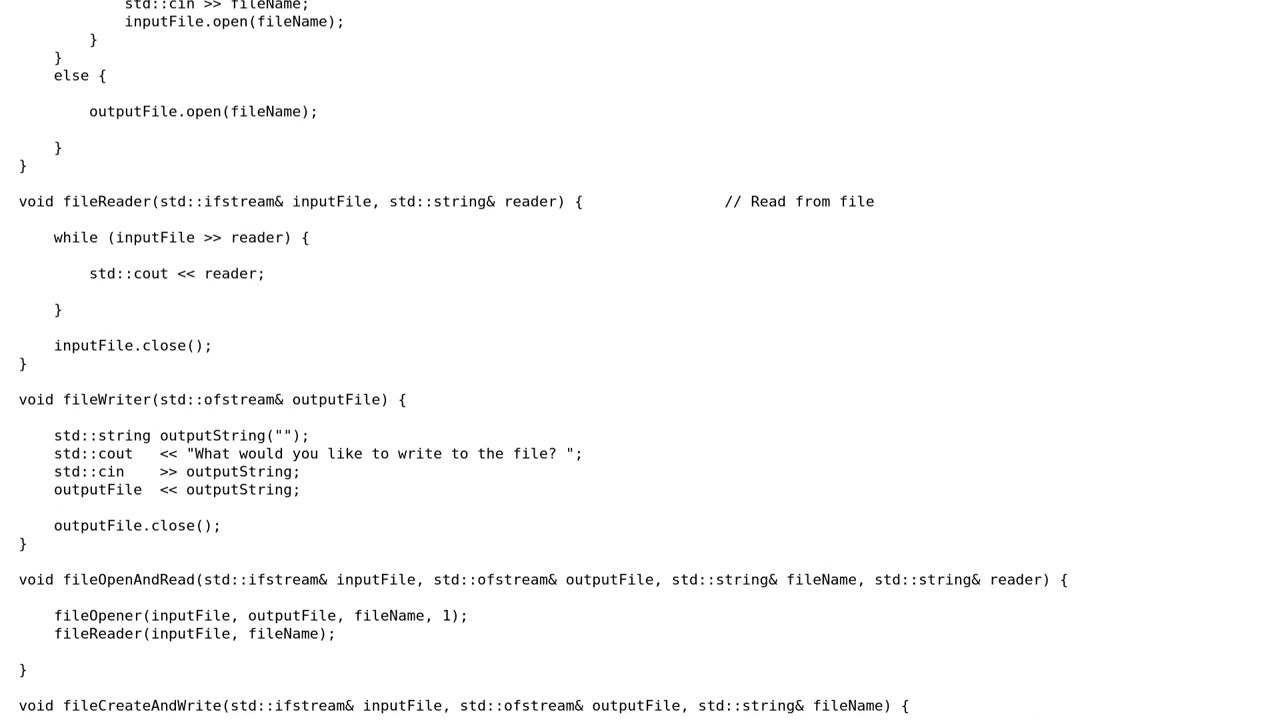 std::cin >> fileName;
            inputFile.open(fileName);
        }
    }
    else {

        outputFile.open(fileName);

    }
}

void fileReader(std::ifstream& inputFile, std::string& reader) {                // Read from file

    while (inputFile >> reader) {

        std::cout << reader;

    }

    inputFile.close();
}

void fileWriter(std::ofstream& outputFile) {

    std::string outputString("");
    std::cout   << "What would you like to write to the file? ";
    std::cin    >> outputString;
    outputFile  << outputString;

    outputFile.close();
}

void fileOpenAndRead(std::ifstream& inputFile, std::ofstream& outputFile, std::string& fileName, std::string& reader) {

    fileOpener(inputFile, outputFile, fileName, 1);
    fileReader(inputFile, fileName);

}

void fileCreateAndWrite(std::ifstream& inputFile, std::ofstream& outputFile, std::string& fileName) {